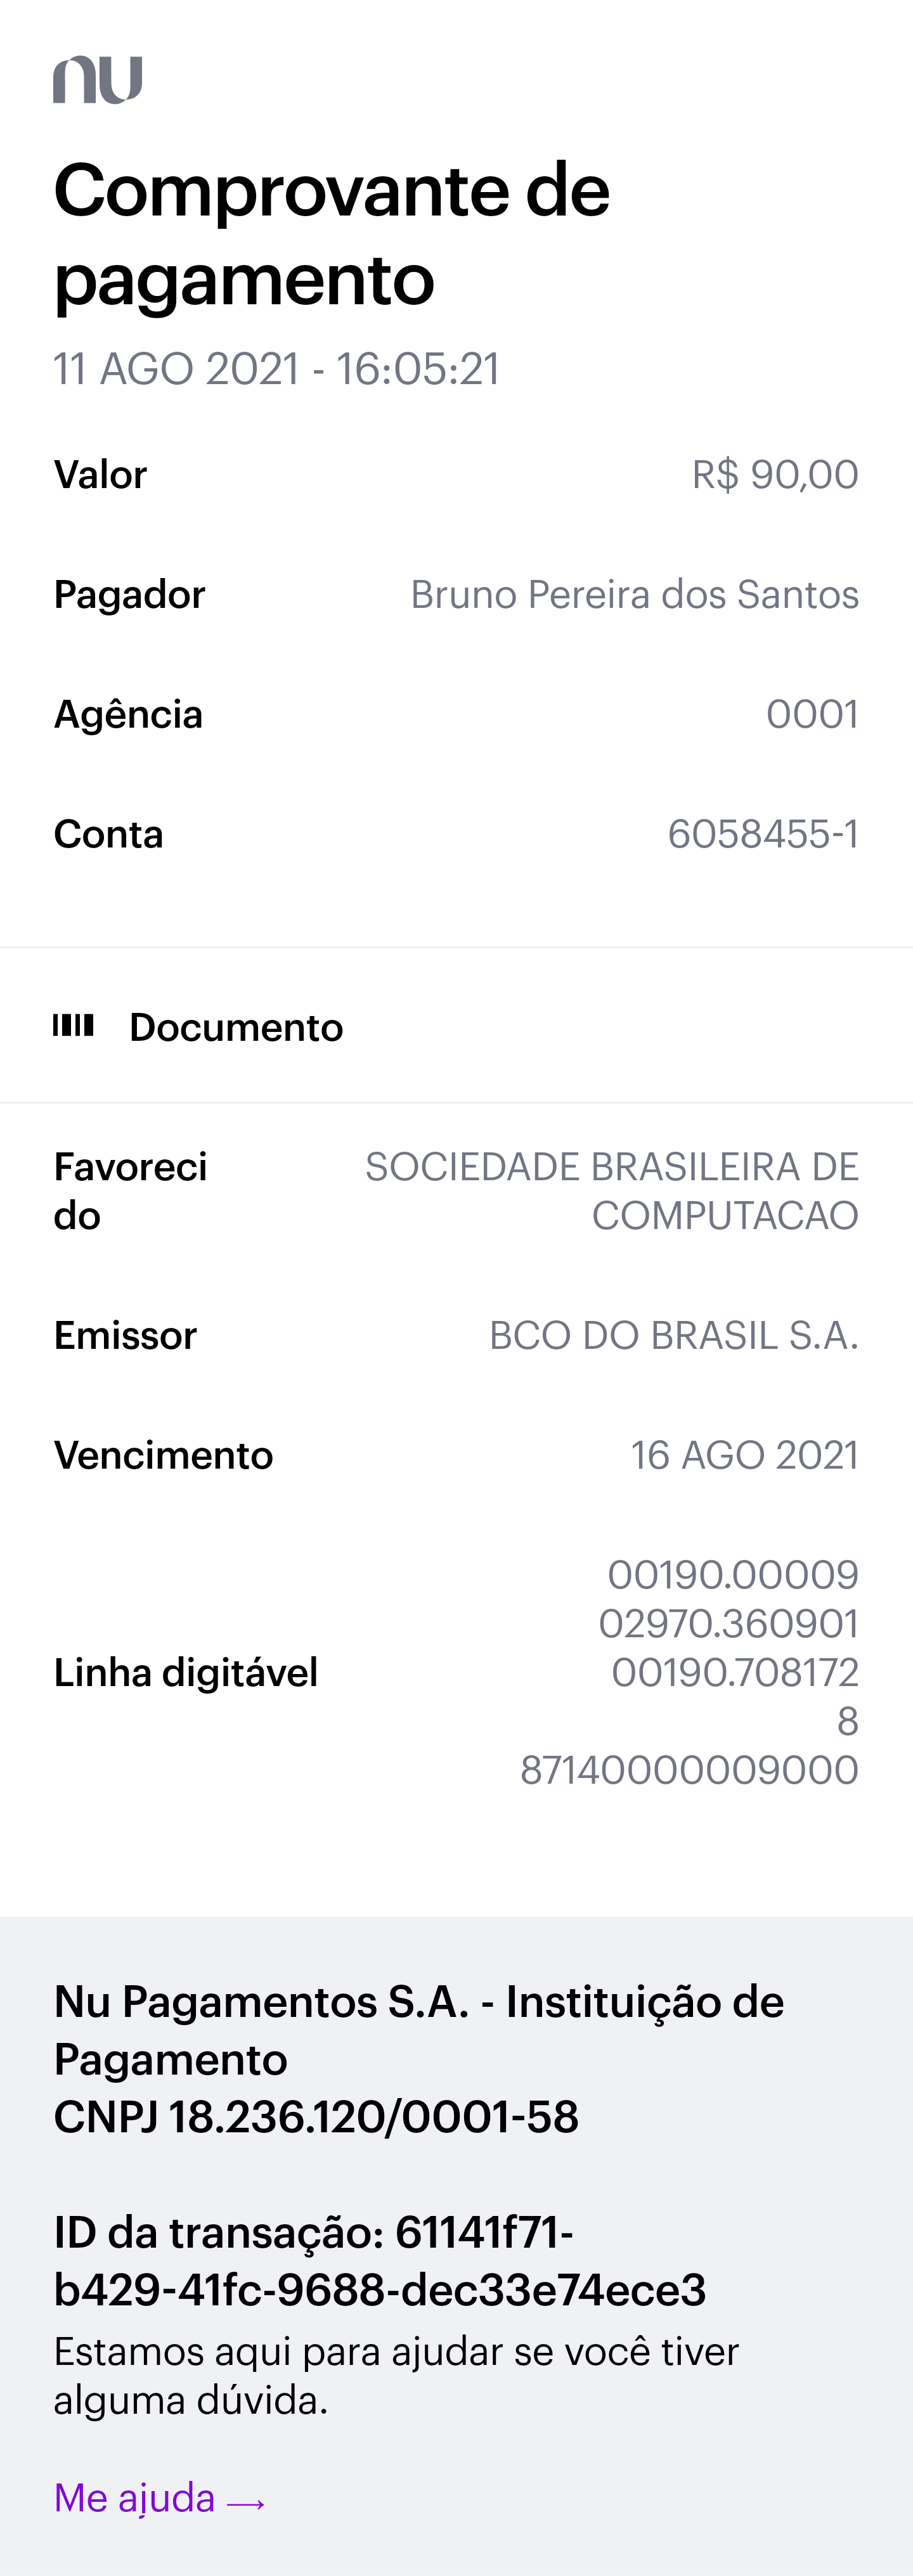 nu
Comprovante de
pagamento
11 AGO 2021 - 16:05:21
Valor R$ 90,00
Pagador Bruno Pereira dos Santos
Agência 0001
Conta 6058455-1
Documento
Favoreci SOCIEDADE BRASILEIRA DE
do COMPUTACAO
Emissor BCO DO BRASIL S.A.
Vencimento 16 AGO 2021
00190.00009
02970.360901
Linha digitável 00190.708172
8
87140000009000
Nu Pagamentos S.A. - Instituição de
Pagamento
CNPJ 18.236.120/0001-58
ID da transação: 61141f71-
b429-41fc-9688-dec33e74ece3
Estamos aqui para ajudar se você tiver
alguma dúvida.
Me ajuda →